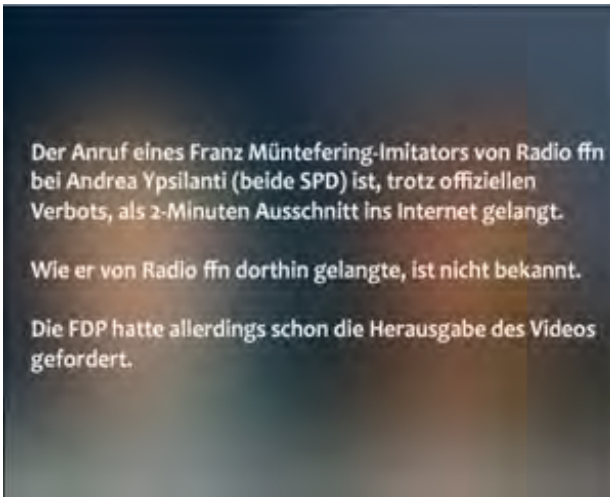 Der Anruf eines Franz Müntefering-Imitators von Radio ffn
bei Andrea Ypsilanti (beide SPD) ist, trotz offiziellen
Verbots, als 2-Minuten Ausschnitt ins Internet gelangt.
Wie er von Radio ffn dorthin gelangte, ist nicht bekannt.
Die FDP hatte allerdings schon die Herausgabe des Videos
gefordert.